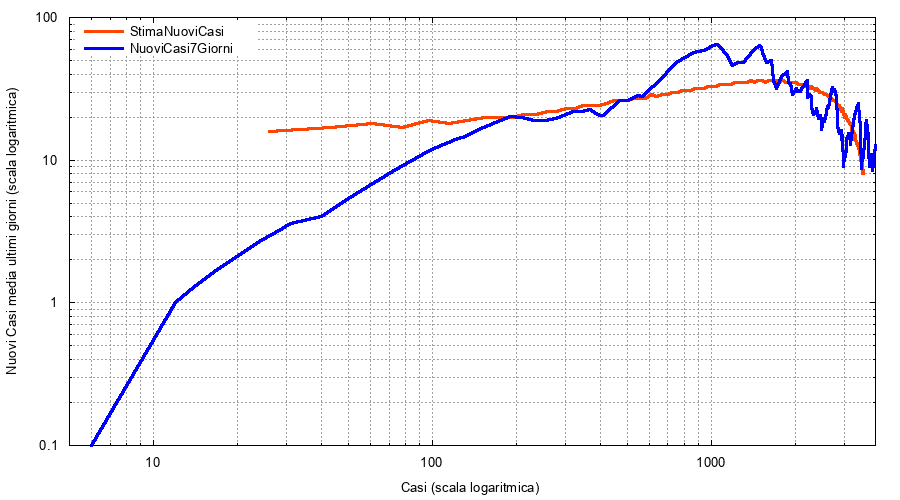 100
StimaNuoviCasi
NuoviCasi7Giorni
10
1
0.1
Nuovi Casi media ultimi giorni (scala logaritmica)
10
100
1000
Casi (scala logaritmica)